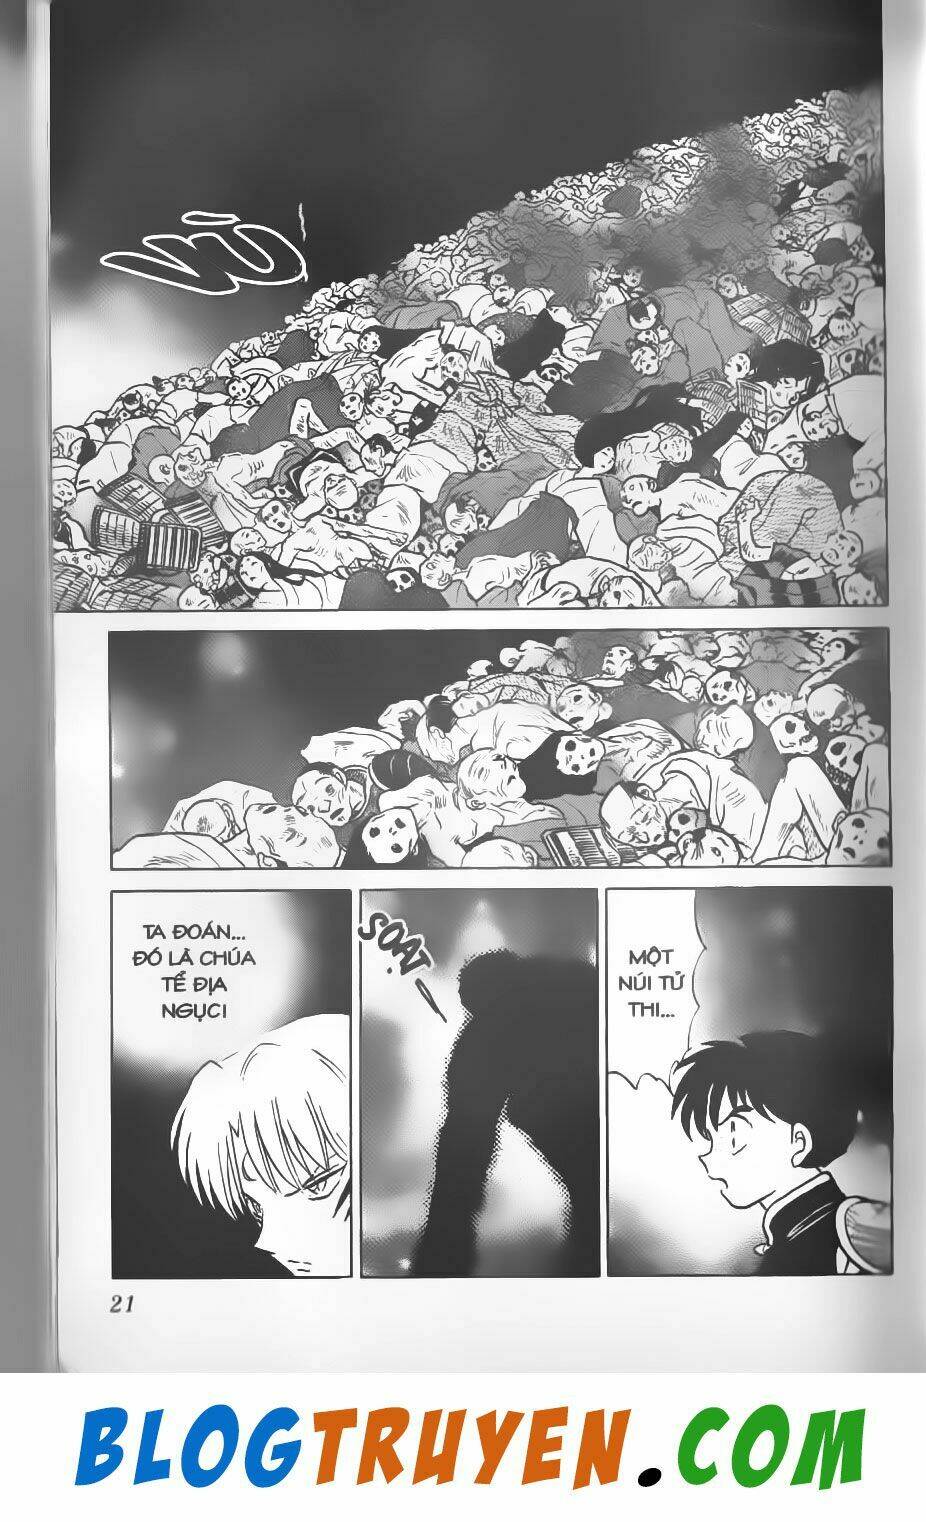 VÙ
MỘT
NÚI TỬ
THI...
SOẠT
TA ĐOÁN...
ĐÓ LÀ CHÚA
TỂ ĐỊA
NGỤC!
21
BLOGTRUYEN.COM